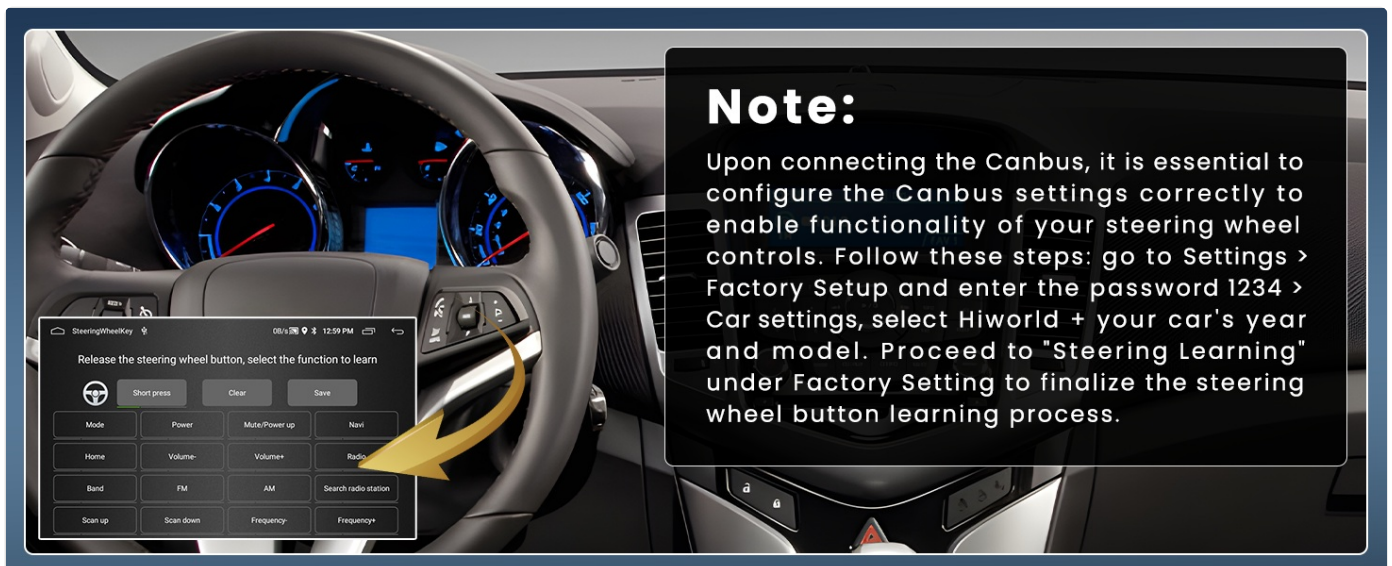 Note:
Upon connecting the Canbus, it is essential to
configure the Canbus settings correctly to
enable functionality of your steering wheel
controls. Follow these steps: go to Settings >
Factory Setup and enter the password 1234 >
Car settings, select Hiworld + your car's year
and model. Proceed to "Steering Learning"
under Factory Setting to finalize the steering
wheel button learning process.
SteeringWheelKey 0B/s 12:59 PM
Release the steering wheel button, select the function to learn
Short press Clear Save
Mode Power Mute/Power up Navi
Home Volume- Volume+ Radio
Band FM AM Search radio station
Scan up Scan down Frequency- Frequency+